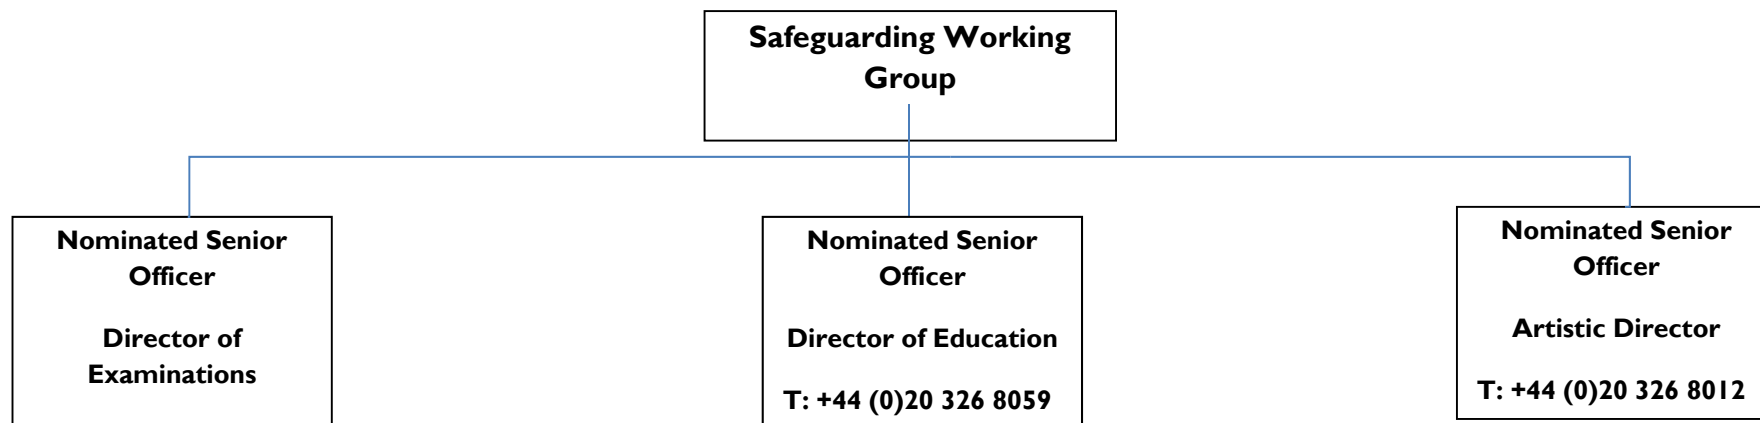 Safeguarding Working
Group
Nominated Senior
Officer
Director of
Examinations
Nominated Senior
Officer
Director of Education
T: +44 (0)20 326 8059
Nominated Senior
Officer
Artistic Director
T: +44 (0)20 326 8012